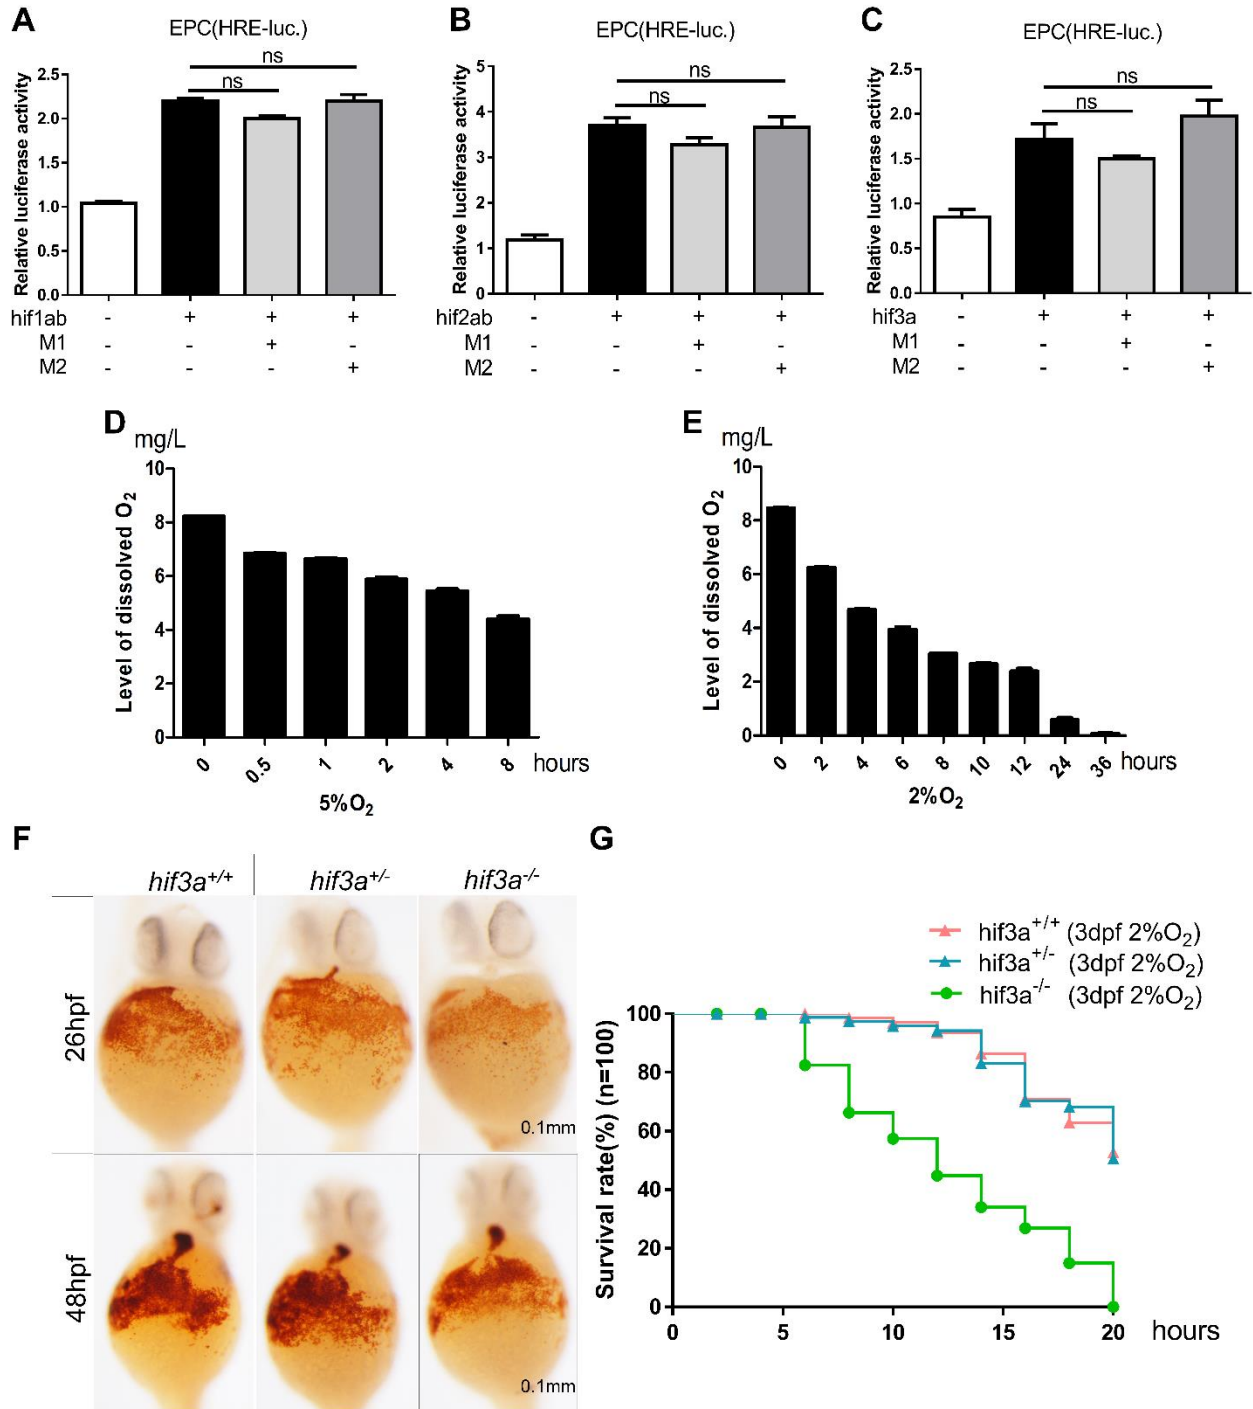 A
EPC(HRE-luc.)
ns
ns
Relative luciferase activity
2.5
2.0
1.5
1.0
0.5
0.0
hif1ab - + + +
M1 - - + -
M2 - - - +
B
EPC(HRE-luc.)
ns
ns
Relative luciferase activity
5
4
3
2
1
0
hif2ab - + + +
M1 - - + -
M2 - - - +
C
EPC(HRE-luc.)
ns
ns
Relative luciferase activity
2.5
2.0
1.5
1.0
0.5
0.0
hif3a - + + +
M1 - - + -
M2 - - - +
D
mg/L
Level of dissolved O2
10
8
6
4
2
0
0 0.5 1 2 4 8 hours
5%O2
E
mg/L
Level of dissolved O2
10
8
6
4
2
0
0 2 4 6 8 10 12 24 36 hours
2%O2
F
hif3a+/+ hif3a+/- hif3a-/-
26hpf
0.1mm
48hpf
0.1mm
G
hif3a+/+ (3dpf 2%O2)
hif3a+/- (3dpf 2%O2)
hif3a-/- (3dpf 2%O2)
Survival rate(%) (n=100)
100
80
60
40
20
0
0 5 10 15 20 hours